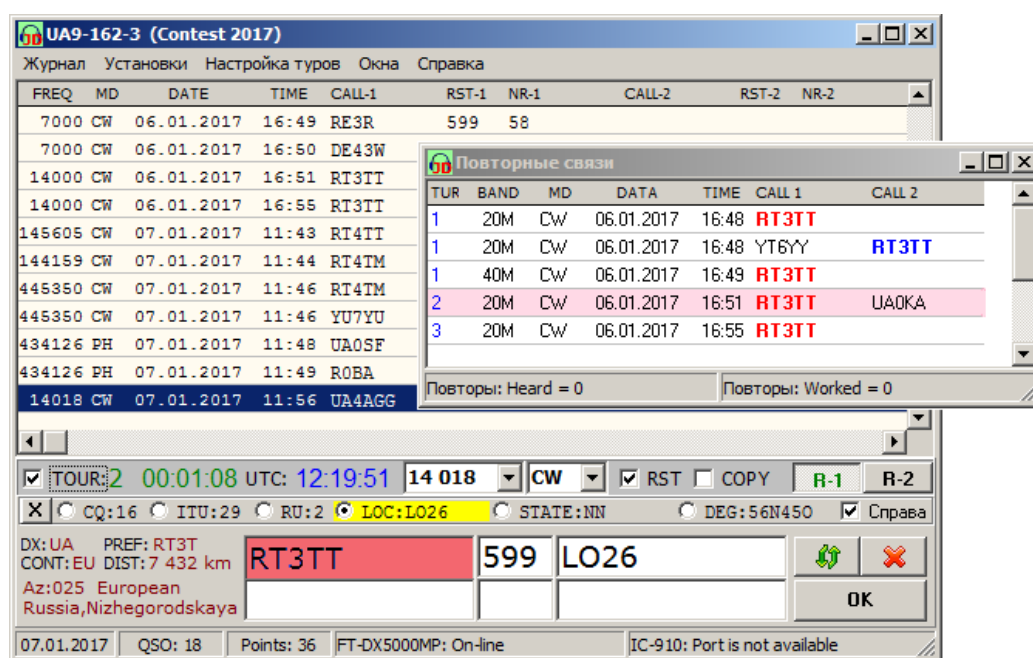 UA9-162-3 (Contest 2017)
Журнал Установки Настройка туров Окна Справка
FREQ MD DATE TIME CALL-1 RST-1 NR-1 CALL-2 RST-2 NR-2
7000 CW 06.01.2017 16:49 RE3R 599 58
7000 CW 06.01.2017 16:50 DE43W
14000 CW 06.01.2017 16:51 RT3TT
14000 CW 06.01.2017 16:55 RT3TT
145605 CW 07.01.2017 11:43 RT4TT
144159 CW 07.01.2017 11:44 RT4TM
445350 CW 07.01.2017 11:46 RT4TM
445350 CW 07.01.2017 11:46 YU7YU
434126 PH 07.01.2017 11:48 UA0SF
434126 PH 07.01.2017 11:49 R0BA
14018 CW 07.01.2017 11:56 UA4AGG
Повторные связи
TUR BAND MD DATA TIME CALL 1 CALL 2
1 20M CW 06.01.2017 16:48 RT3TT
1 20M CW 06.01.2017 16:48 YT6YY RT3TT
1 40M CW 06.01.2017 16:49 RT3TT
2 20M CW 06.01.2017 16:51 RT3TT UA0KA
3 20M CW 06.01.2017 16:55 RT3TT
Повторы: Heard = 0 Повторы: Worked = 0
TOUR: 2 00:01:08 UTC: 12:19:51 14 018 CW RST COPY R-1 R-2
X CQ:16 ITU:29 RU:2 LOC:LO26 STATE:NN DEG:56N450 Справа
DX: UA PREF: RT3T
CONT: EU DIST: 7 432 km
Az:025 European
Russia,Nizhegorodskaya
RT3TT 599 LO26
OK
07.01.2017 QSO: 18 Points: 36 FT-DX5000MP: On-line IC-910: Port is not available